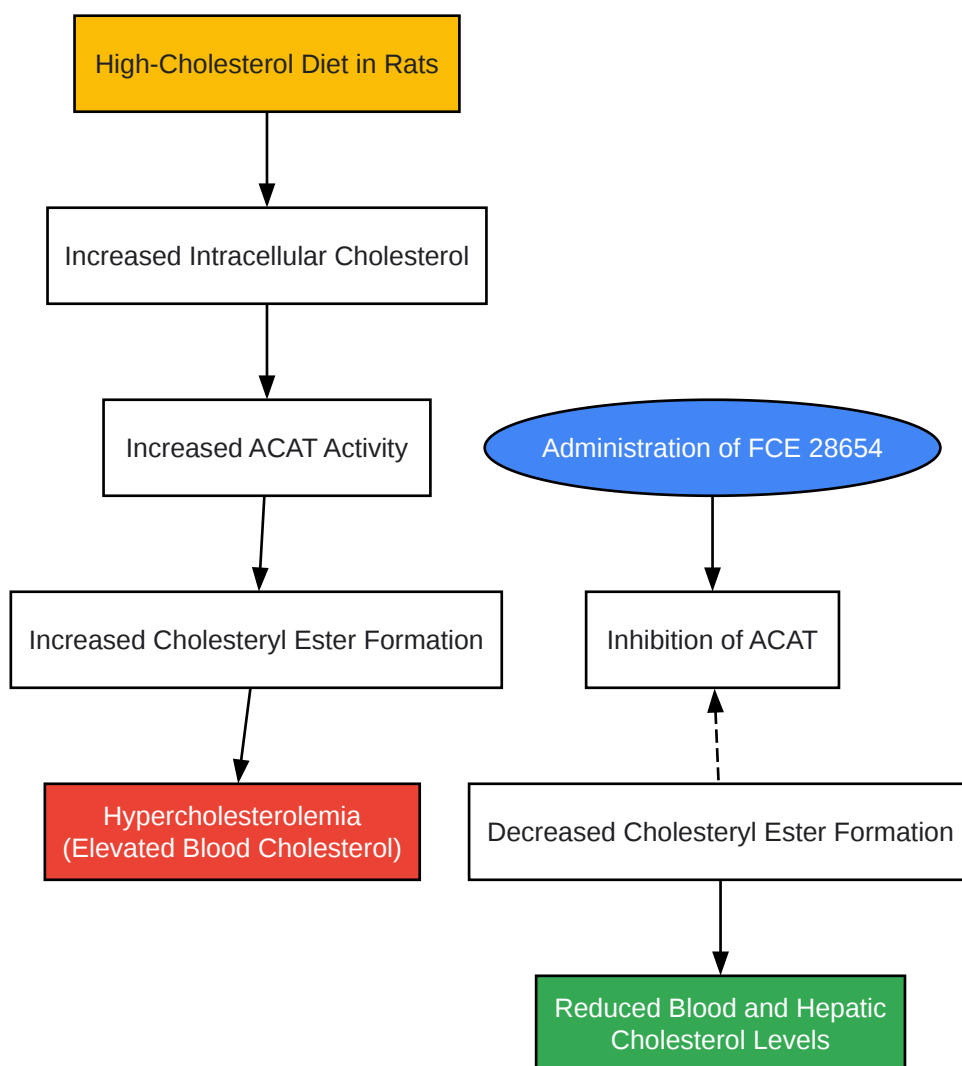 High-Cholesterol Diet in Rats
Increased Intracellular Cholesterol
Increased ACAT Activity
Administration of FCE 28654
Increased Cholesteryl Ester Formation
Inhibition of ACAT
Hypercholesterolemia
(Elevated Blood Cholesterol)
Decreased Cholesteryl Ester Formation
Reduced Blood and Hepatic
Cholesterol Levels